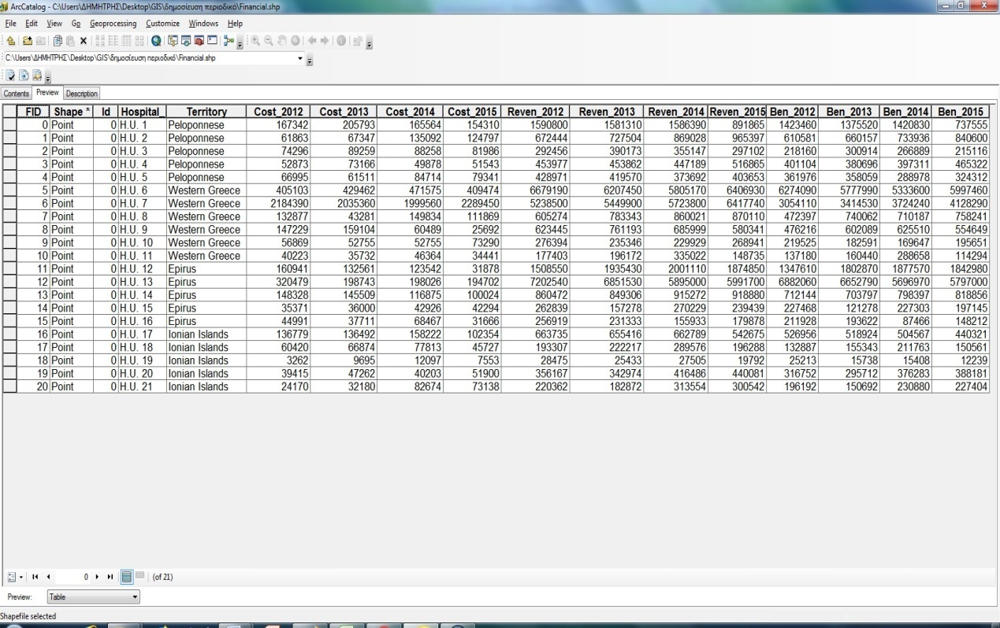 ArcCatalog - C:\Users\ΔΗΜΗΤΡΗΣ\Desktop\GIS\δημοσίευση περιοδικό\Financial.shp
File Edit View Go Geoprocessing Customize Windows Help
C:\Users\ΔΗΜΗΤΡΗΣ\Desktop\GIS\δημοσίευση περιοδικό\Financial.shp
Contents Preview Description
FID Shape * Id Hospital_ Territory Cost_2012 Cost_2013 Cost_2014 Cost_2015 Reven_2012 Reven_2013 Reven_2014 Reven_2015 Ben_2012 Ben_2013 Ben_2014 Ben_2015
0 Point 0 H.U. 1 Peloponnese 167342 205793 165564 154310 1590800 1581310 1586390 891865 1423460 1375520 1420830 737555
1 Point 0 H.U. 2 Peloponnese 61863 67347 135092 124797 672444 727504 869028 965397 610581 660157 733936 840600
2 Point 0 H.U. 3 Peloponnese 74296 89259 88258 81986 292456 390173 355147 297102 218160 300914 266889 215116
3 Point 0 H.U. 4 Peloponnese 52873 73166 49878 51543 453977 453862 447189 516865 401104 380696 397311 465322
4 Point 0 H.U. 5 Peloponnese 66995 61511 84714 79341 428971 419570 373692 403653 361976 358059 288978 324312
5 Point 0 H.U. 6 Western Greece 405103 429462 471575 409474 6679190 6207450 5805170 6406930 6274090 5777990 5333600 5997460
6 Point 0 H.U. 7 Western Greece 2184390 2035360 1999560 2289450 5238500 5449900 5723800 6417740 3054110 3414530 3724240 4128290
7 Point 0 H.U. 8 Western Greece 132877 43281 149834 111869 605274 783343 860021 870110 472397 740062 710187 758241
8 Point 0 H.U. 9 Western Greece 147229 159104 60489 25692 623445 761193 685999 580341 476216 602089 625510 554649
9 Point 0 H.U. 10 Western Greece 56869 52755 52755 73290 276394 235346 229929 268941 219525 182591 169647 195651
10 Point 0 H.U. 11 Western Greece 40223 35732 46364 34441 177403 196172 335022 148735 137180 160440 288658 114294
11 Point 0 H.U. 12 Epirus 160941 132561 123542 31878 1508550 1935430 2001110 1874850 1347610 1802870 1877570 1842980
12 Point 0 H.U. 13 Epirus 320479 198743 198026 194702 7202540 6851530 5895000 5991700 6882060 6652790 5696970 5797000
13 Point 0 H.U. 14 Epirus 148328 145509 116875 100024 860472 849306 915272 918880 712144 703797 798397 818856
14 Point 0 H.U. 15 Epirus 35371 36000 42926 42294 262839 157278 270229 239439 227468 121278 227303 197145
15 Point 0 H.U. 16 Epirus 44991 37711 68467 31666 256919 231333 155933 179878 211928 193622 87466 148212
16 Point 0 H.U. 17 Ionian Islands 136779 136492 158222 102354 663735 655416 662789 542675 526956 518924 504567 440321
17 Point 0 H.U. 18 Ionian Islands 60420 66874 77813 45727 193307 222217 289576 196288 132887 155343 211763 150561
18 Point 0 H.U. 19 Ionian Islands 3262 9695 12097 7553 28475 25433 27505 19792 25213 15738 15408 12239
19 Point 0 H.U. 20 Ionian Islands 39415 47262 40203 51900 356167 342974 416486 440081 316752 295712 376283 388181
20 Point 0 H.U. 21 Ionian Islands 24170 32180 82674 73138 220362 182872 313554 300542 196192 150692 230880 227404
0 (of 21)
Preview: Table
Shapefile selected